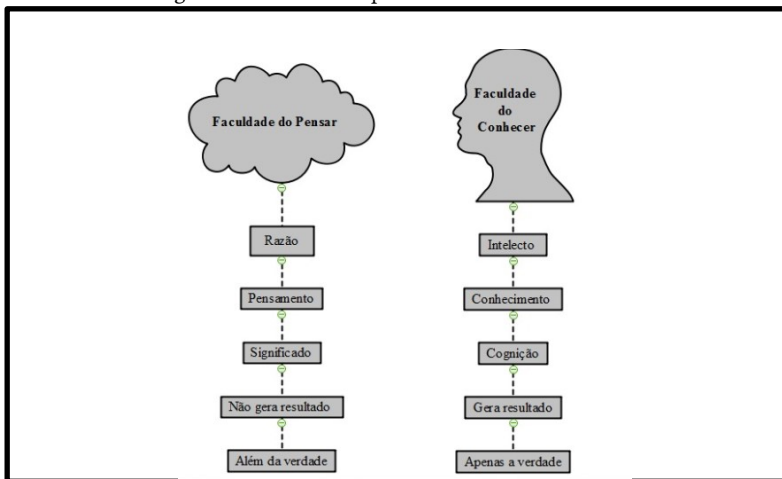 Faculdade do Pensar
Razão
Pensamento
Significado
Não gera resultado
Além da verdade
Faculdade
do
Conhecer
Intelecto
Conhecimento
Cognição
Gera resultado
Apenas a verdade